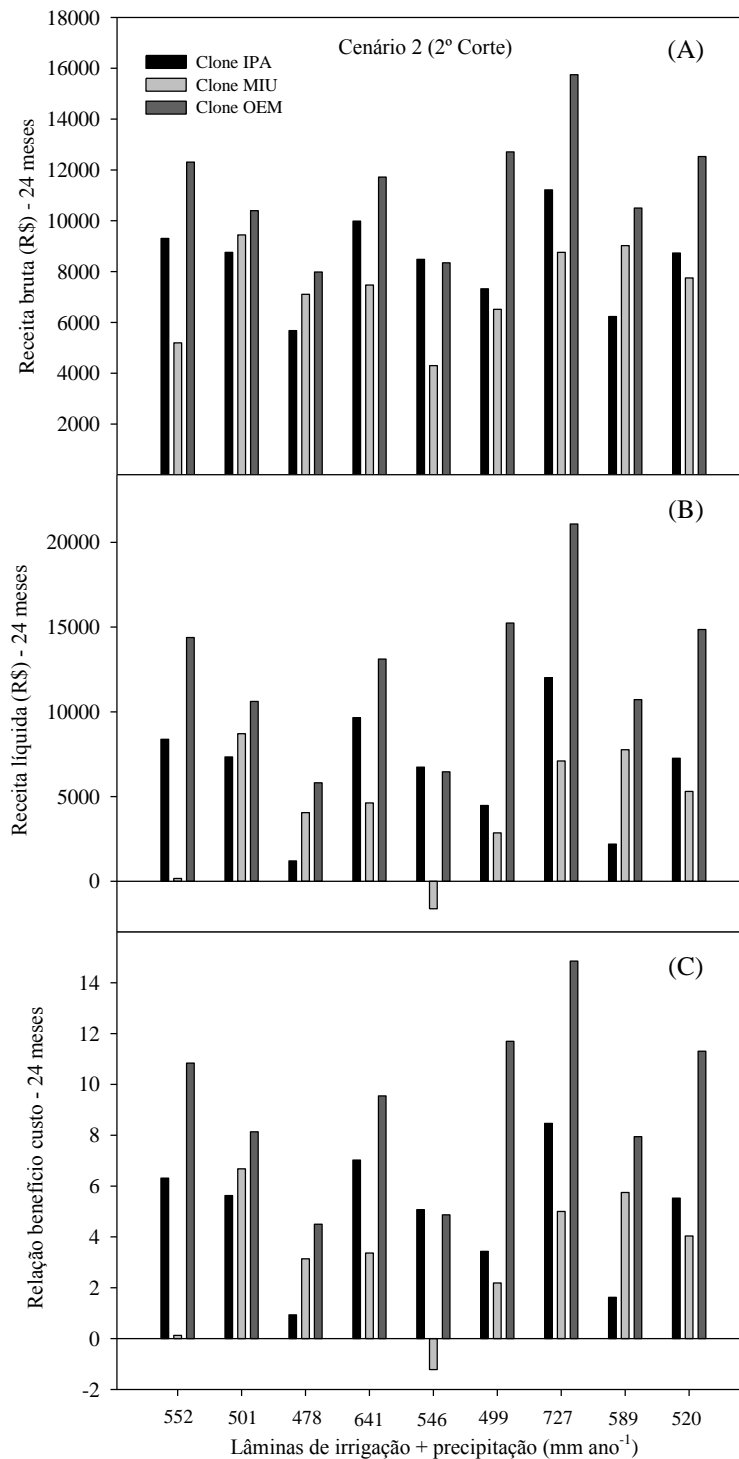 Cenário 2 (2º Corte)
(A)
Clone IPA
Clone MIU
Clone OEM
Receita bruta (R$) - 24 meses
18000
16000
14000
12000
10000
8000
6000
4000
2000
(B)
Receita líquida (R$) - 24 meses
20000
15000
10000
5000
0
(C)
Relação benefício custo - 24 meses
14
12
10
8
6
4
2
0
-2
552 501 478 641 546 499 727 589 520
Lâminas de irrigação + precipitação (mm ano⁻¹)